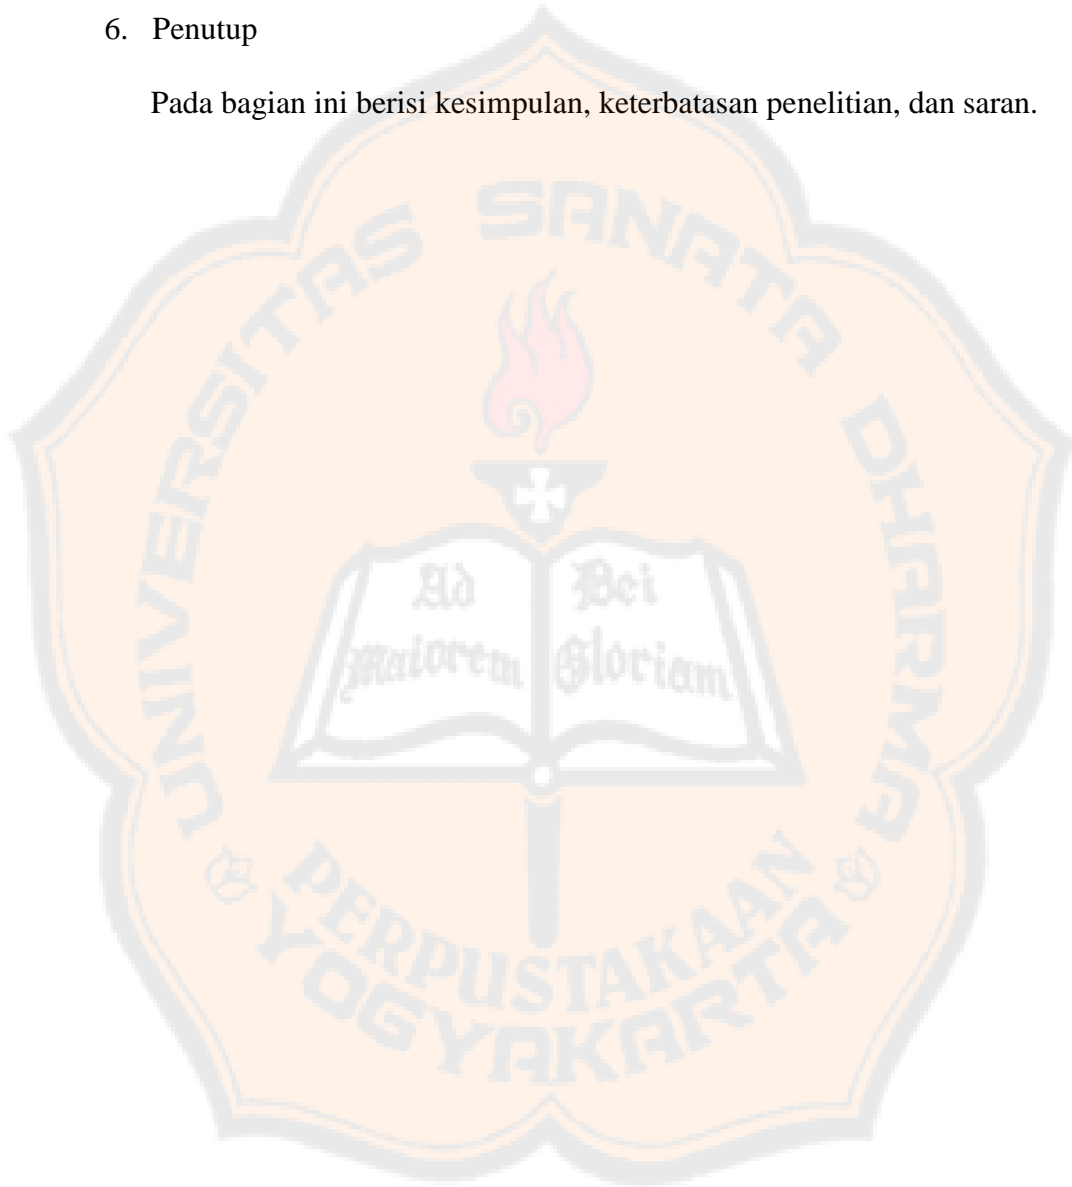 6. Penutup
Pada bagian ini berisi kesimpulan, keterbatasan penelitian, dan saran.
UNIVERSITAS SANATA DHARMA
Ad Dei
Maiorem Gloriam
PERPUSTAKAAN
YOGYAKARTA